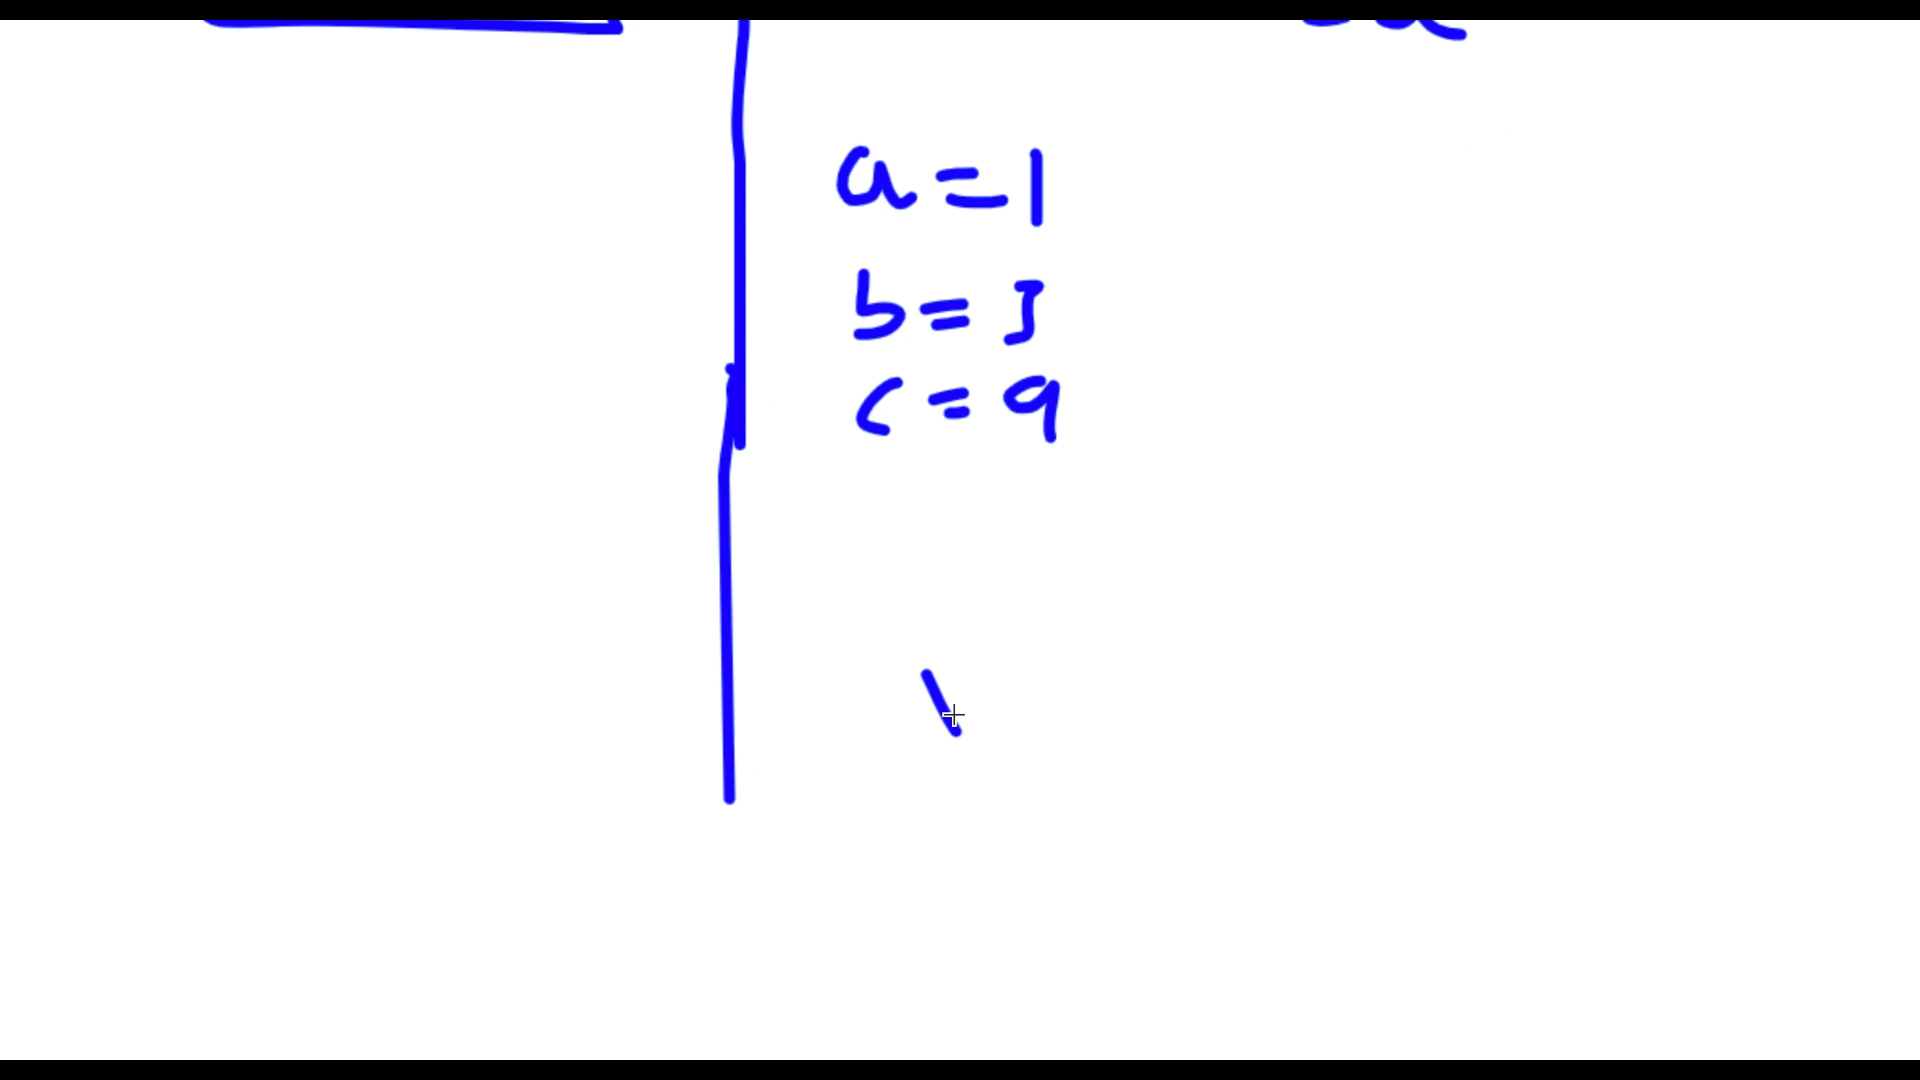 a = 1
b = 3
c = 9